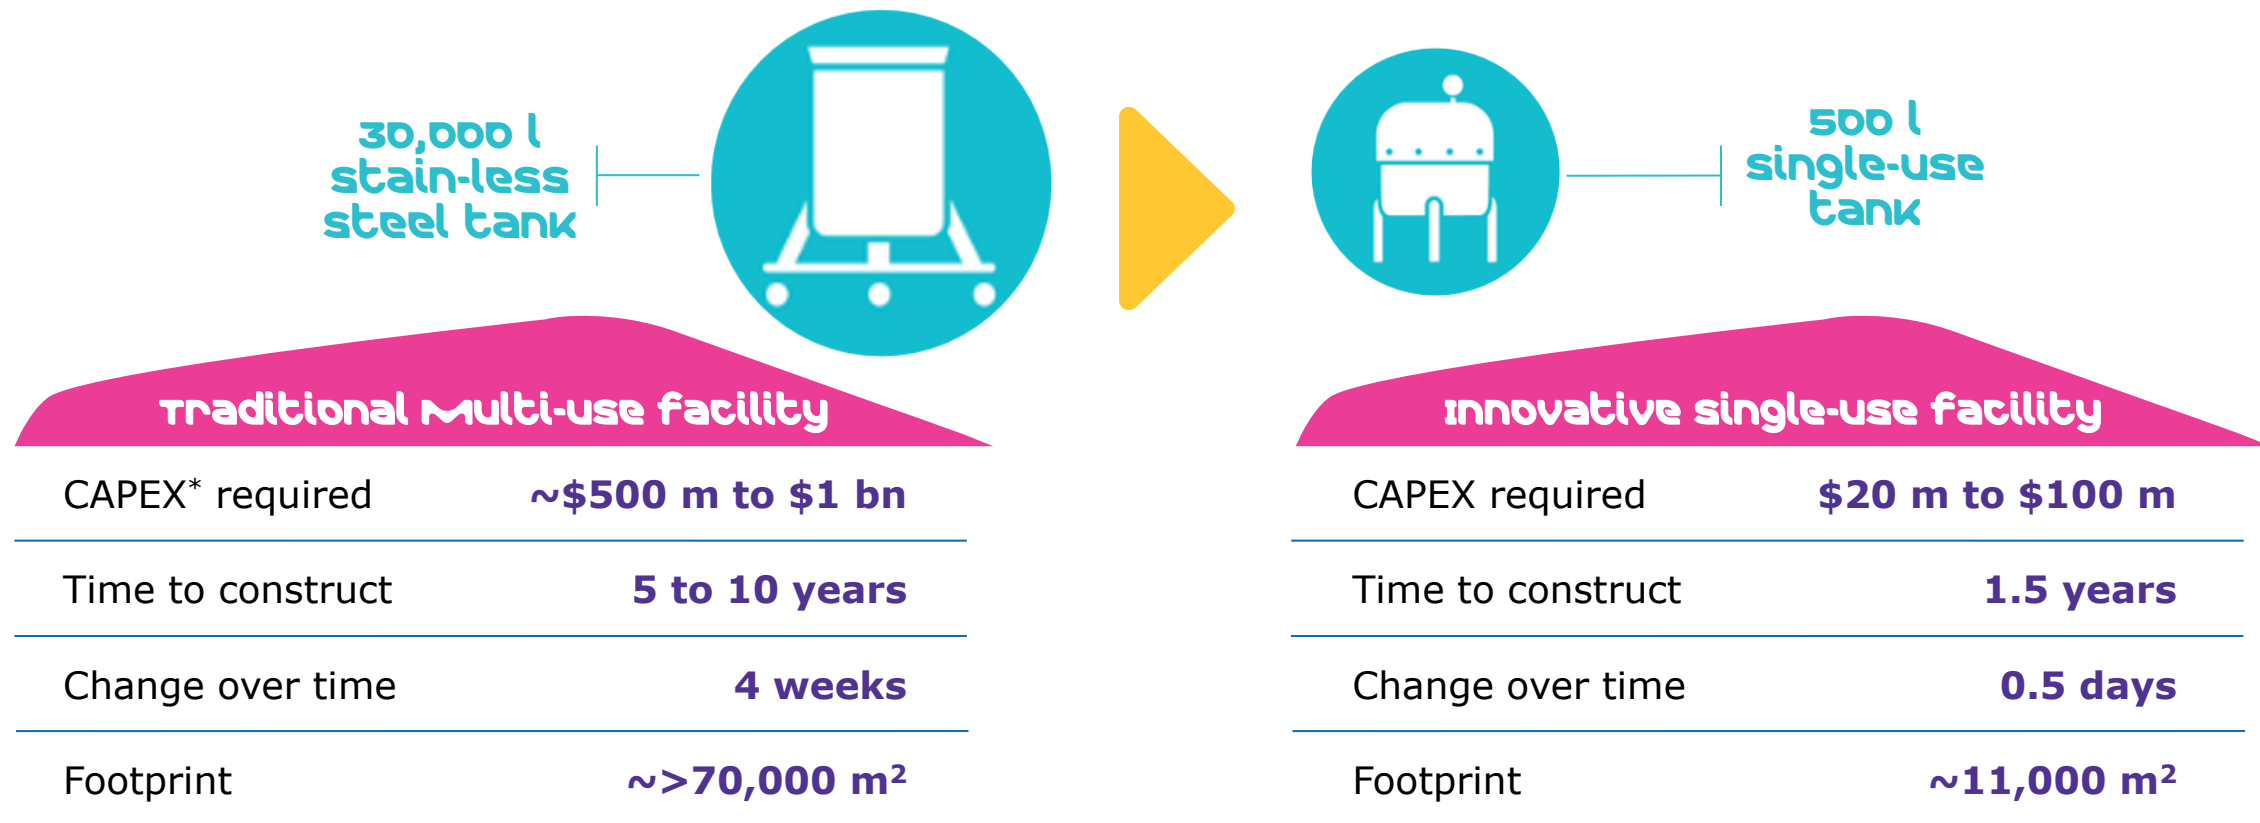 30,000 l
stain-less
steel tank
500 l
single-use
tank
Traditional Multi-use facility
CAPEX* required ~$500 m to $1 bn
Time to construct 5 to 10 years
Change over time 4 weeks
Footprint ~>70,000 m²
Innovative single-use facility
CAPEX required $20 m to $100 m
Time to construct 1.5 years
Change over time 0.5 days
Footprint ~11,000 m²